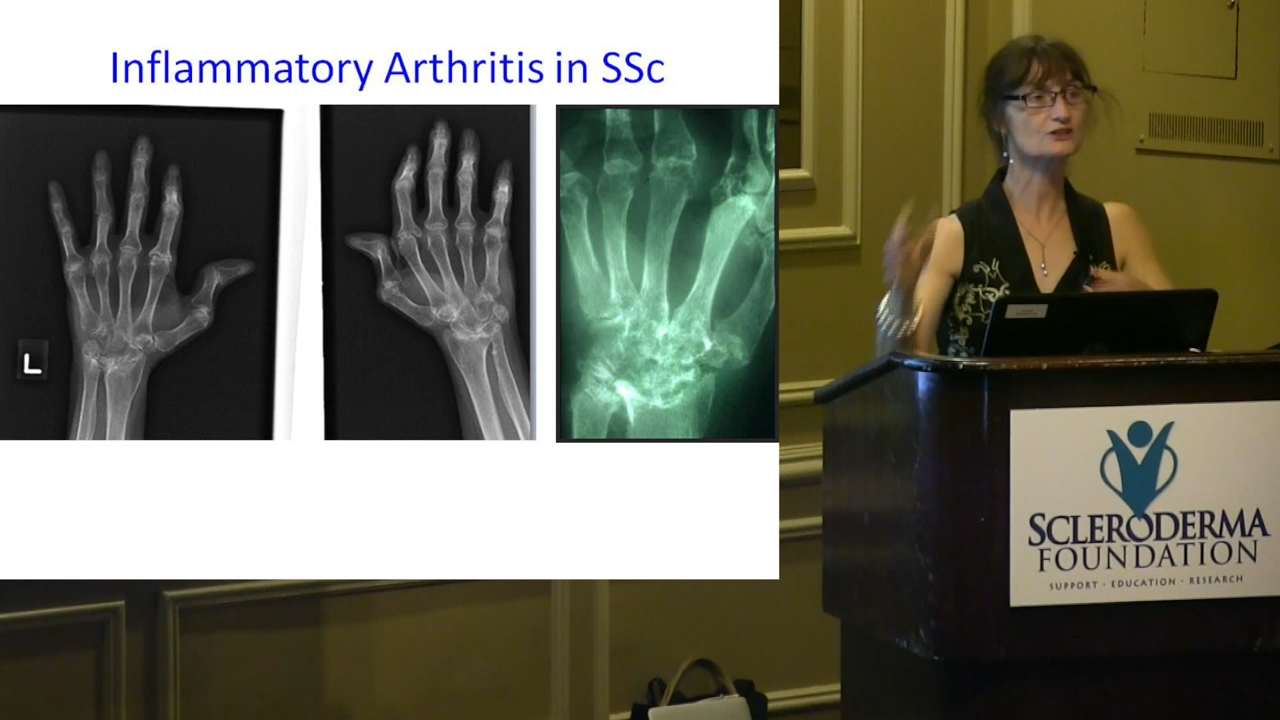 Inflammatory Arthritis in SSc
L
SCLERODERMA
FOUNDATION
SUPPORT · EDUCATION · RESEARCH